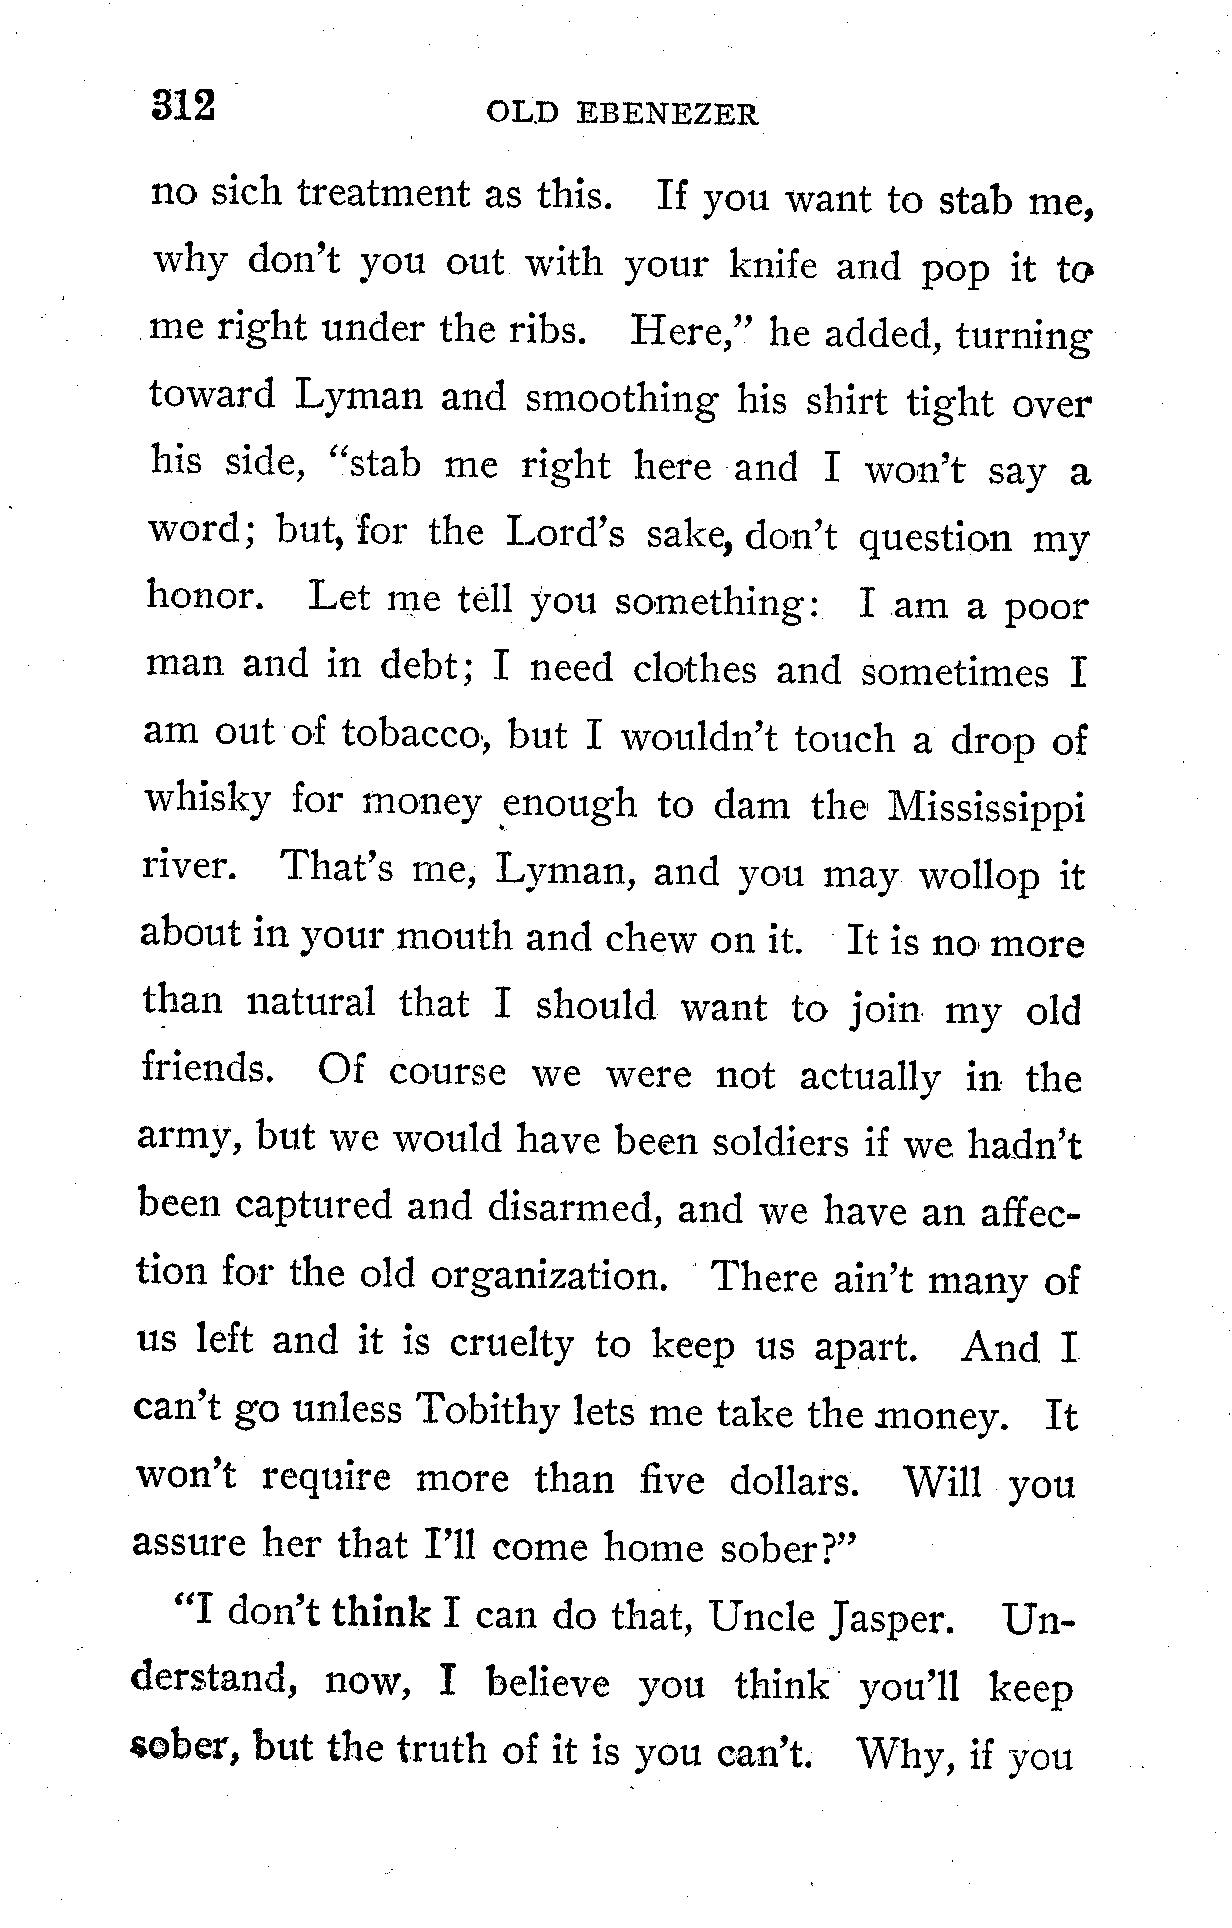 312 OLD EBENEZER
no sich treatment as this. If you want to stab me,
why don't you out with your knife and pop it to
me right under the ribs. Here," he added, turning
toward Lyman and smoothing his shirt tight over
his side, "stab me right here and I won't say a
word; but, for the Lord's sake, don't question my
honor. Let me tell you something: I am a poor
man and in debt; I need clothes and sometimes I
am out of tobacco, but I wouldn't touch a drop of
whisky for money enough to dam the Mississippi
river. That's me, Lyman, and you may wollop it
about in your mouth and chew on it. It is no more
than natural that I should want to join my old
friends. Of course we were not actually in the
army, but we would have been soldiers if we hadn't
been captured and disarmed, and we have an affec-
tion for the old organization. There ain't many of
us left and it is cruelty to keep us apart. And I
can't go unless Tobithy lets me take the money. It
won't require more than five dollars. Will you
assure her that I'll come home sober?"
"I don't think I can do that, Uncle Jasper. Un-
derstand, now, I believe you think you'll keep
sober, but the truth of it is you can't. Why, if you